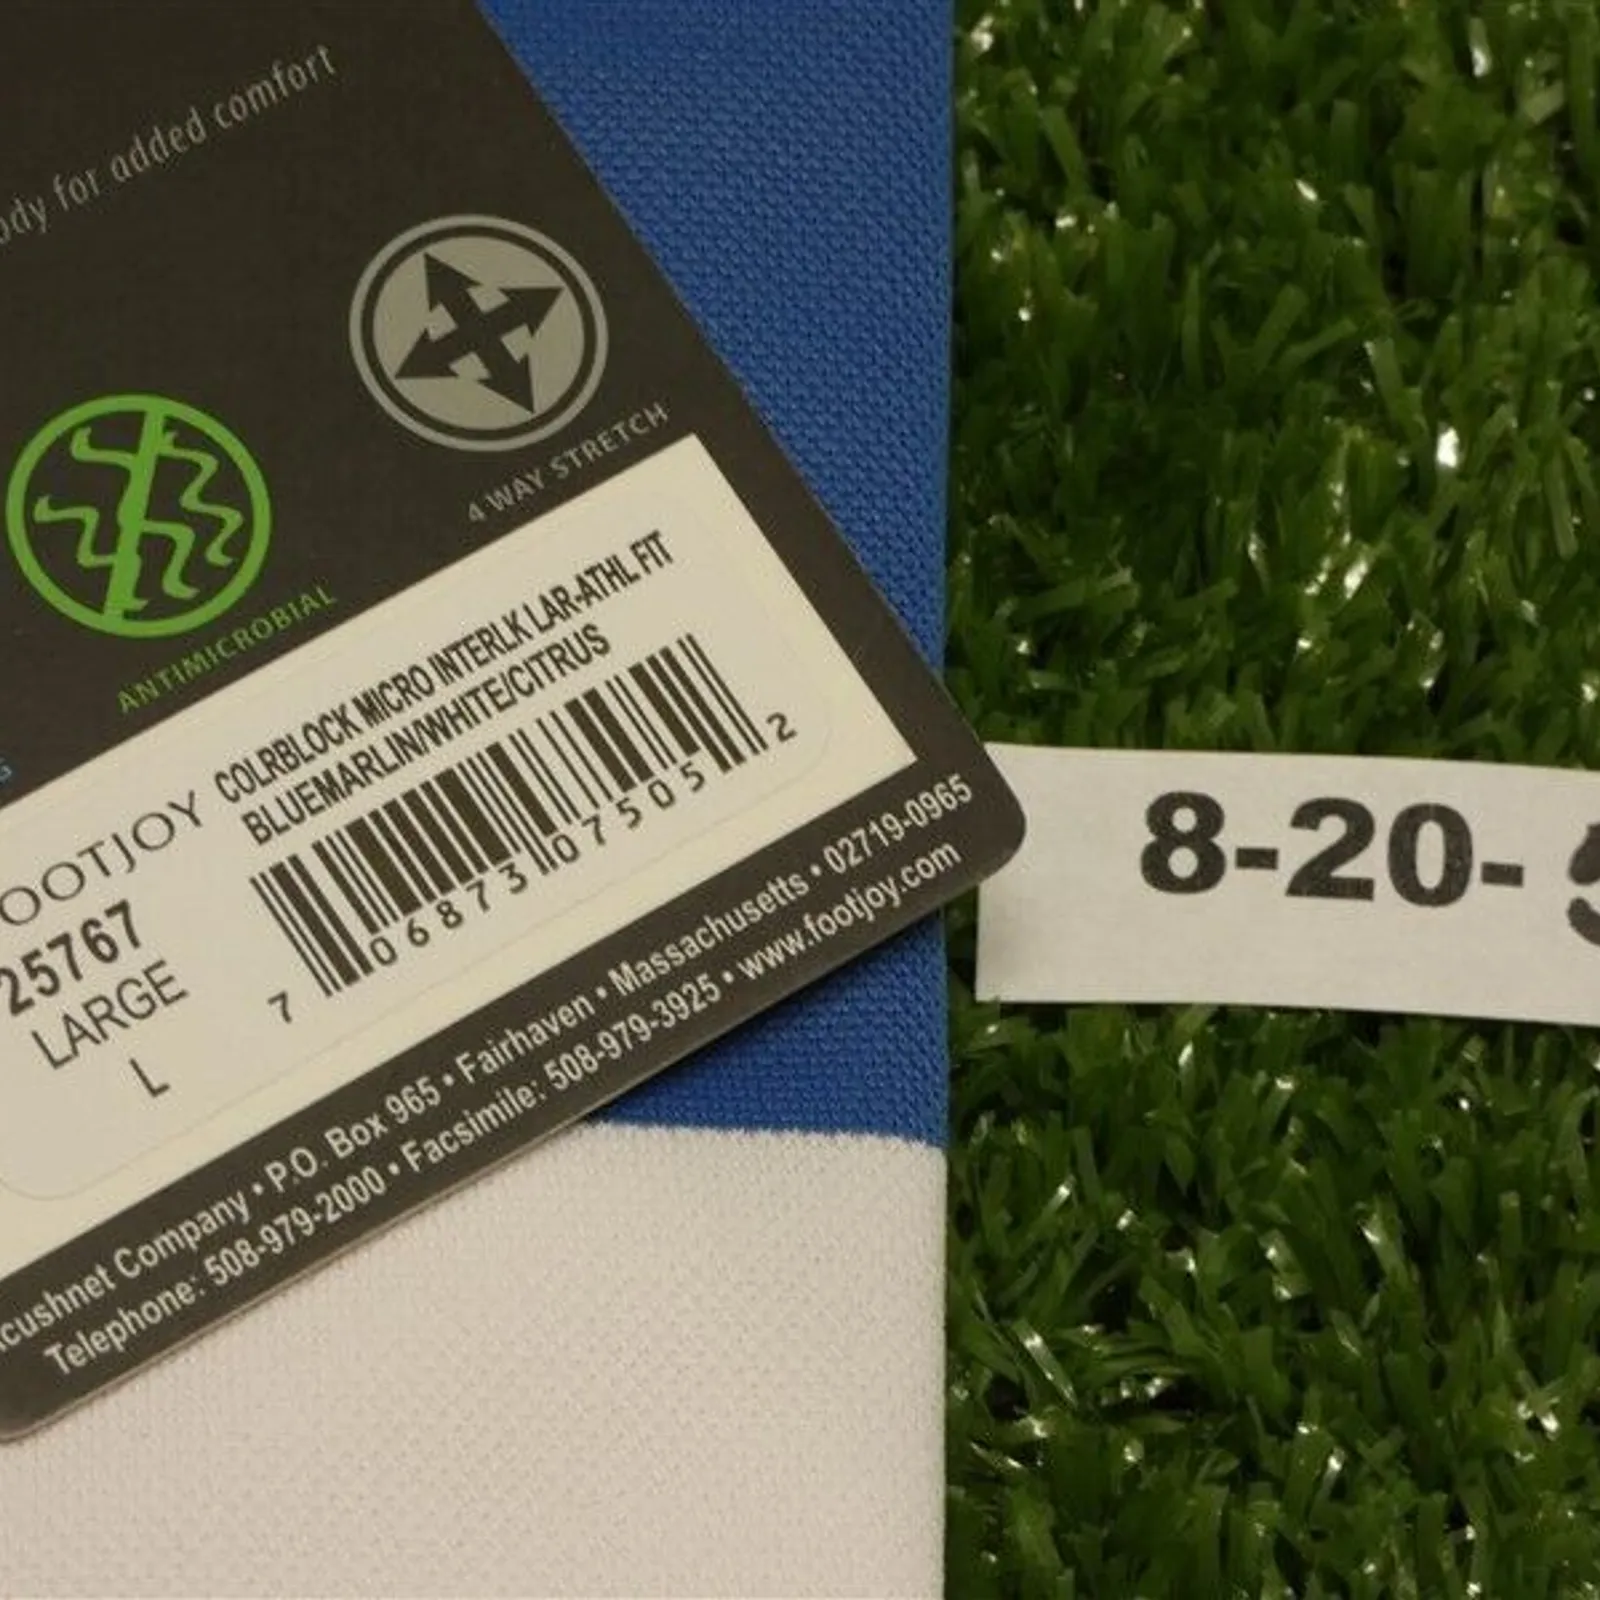 ody for added comfort
4 WAY STRETCH
ANTIMICROBIAL
G
COLRBLOCK MICRO INTERLK LAR-ATHL FIT
BLUEMARLIN/WHITE/CITRUS
OOTJOY
25767
LARGE
L
7 06873 07505 2
cushnet Company • P.O. Box 965 • Fairhaven • Massachusetts • 02719-0965
Telephone: 508-979-2000 • Facsimile: 508-979-3925 • www.footjoy.com
8-20-